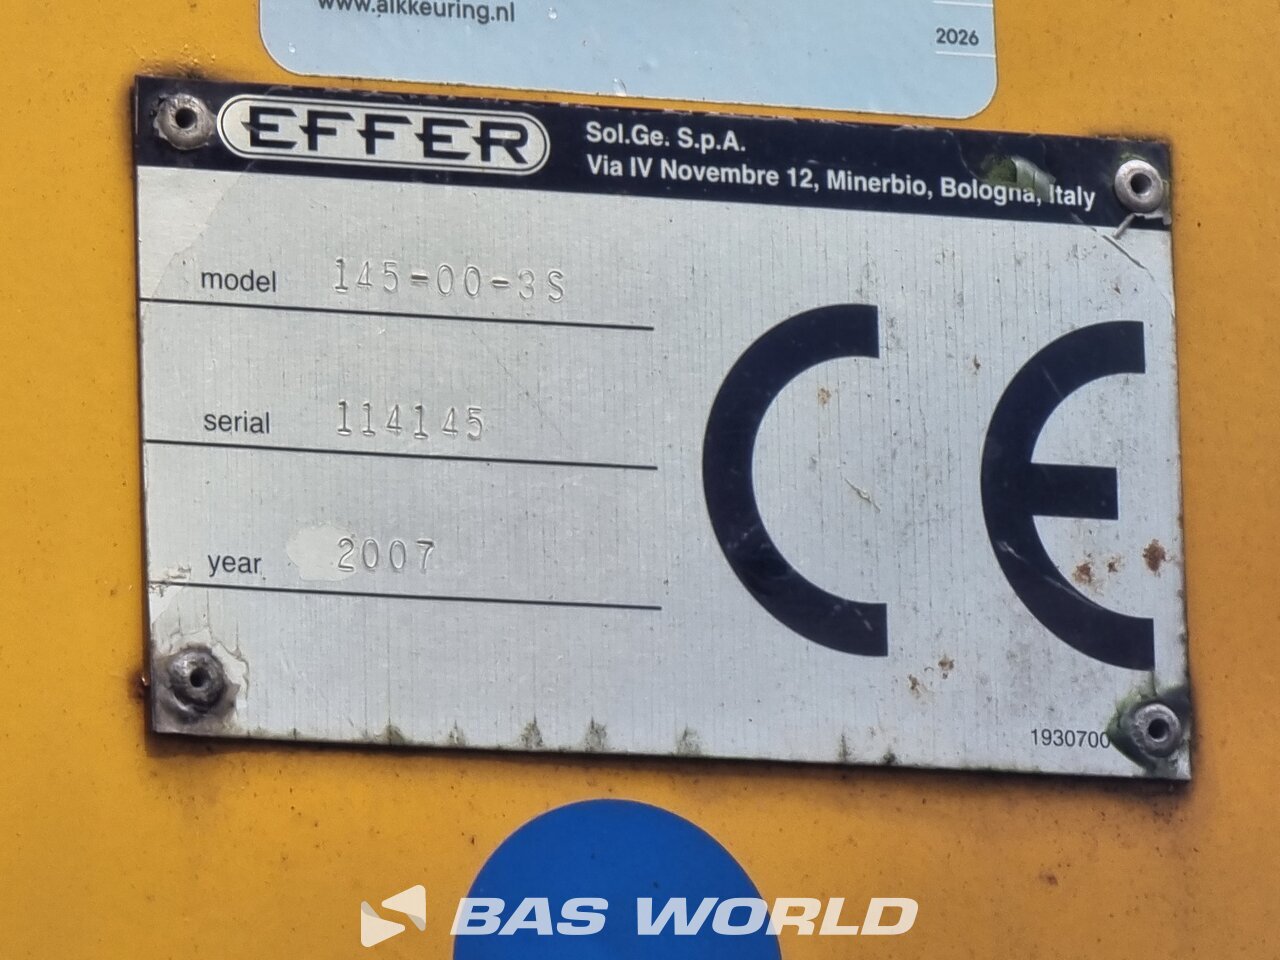 www.aikkeuring.nl
2026
EFFER
Sol.Ge. S.p.A.
Via IV Novembre 12, Minerbio, Bologna, Italy
model 145-00-3S
serial 114145
year 2007
CE
1930700
BAS WORLD